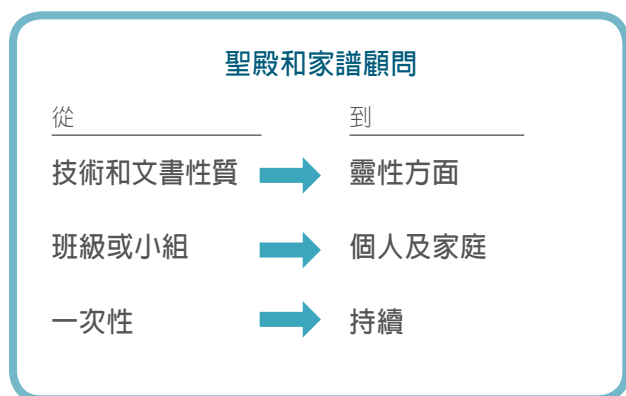 聖殿和家譜顧問
從 到
技術和文書性質 靈性方面
班級或小組 個人及家庭
一次性 持續